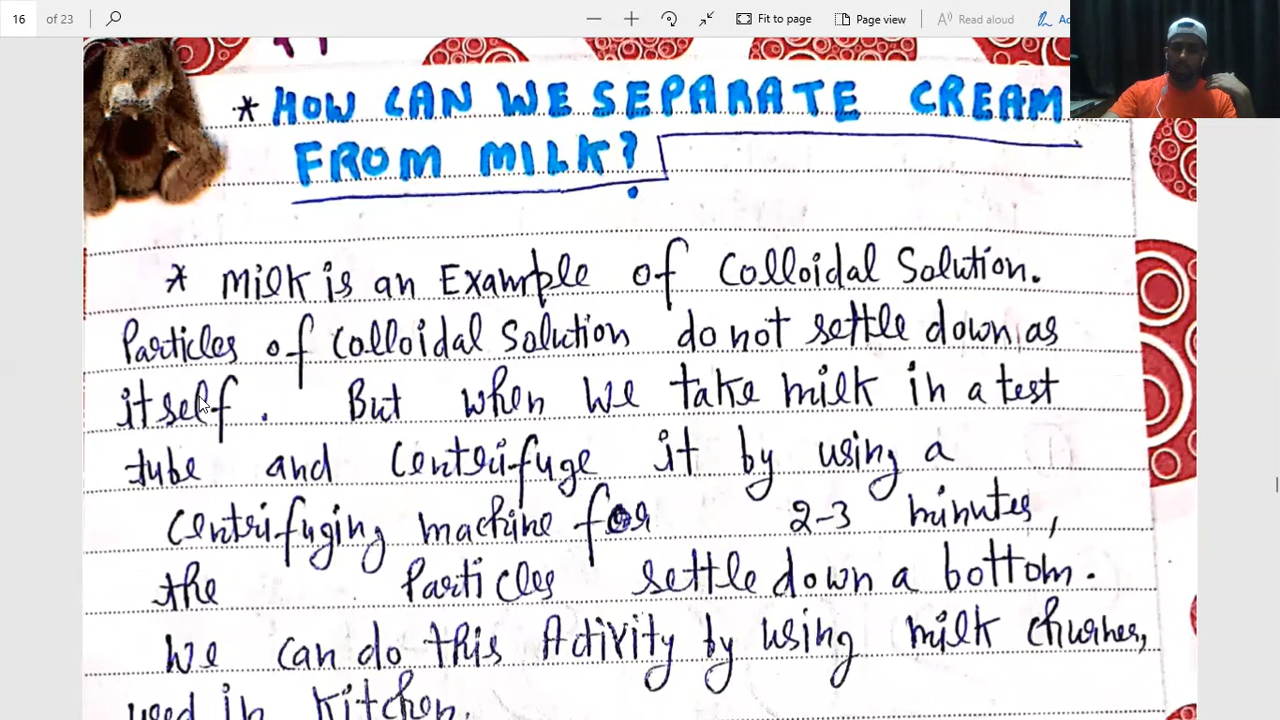 16 of 23
Fit to page
Page view
Read aloud
* HOW CAN WE SEPARATE CREAM
FROM MILK?
* Milk is an Example of Colloidal Solution.
Particles of Colloidal Solution do not settle down as
itself. But when we take milk in a test
tube and Centrifuge it by using a
Centrifuging machine for 2-3 minutes,
the Particles settle down a bottom.
We can do this Activity by using milk churner,
used in kitchen.